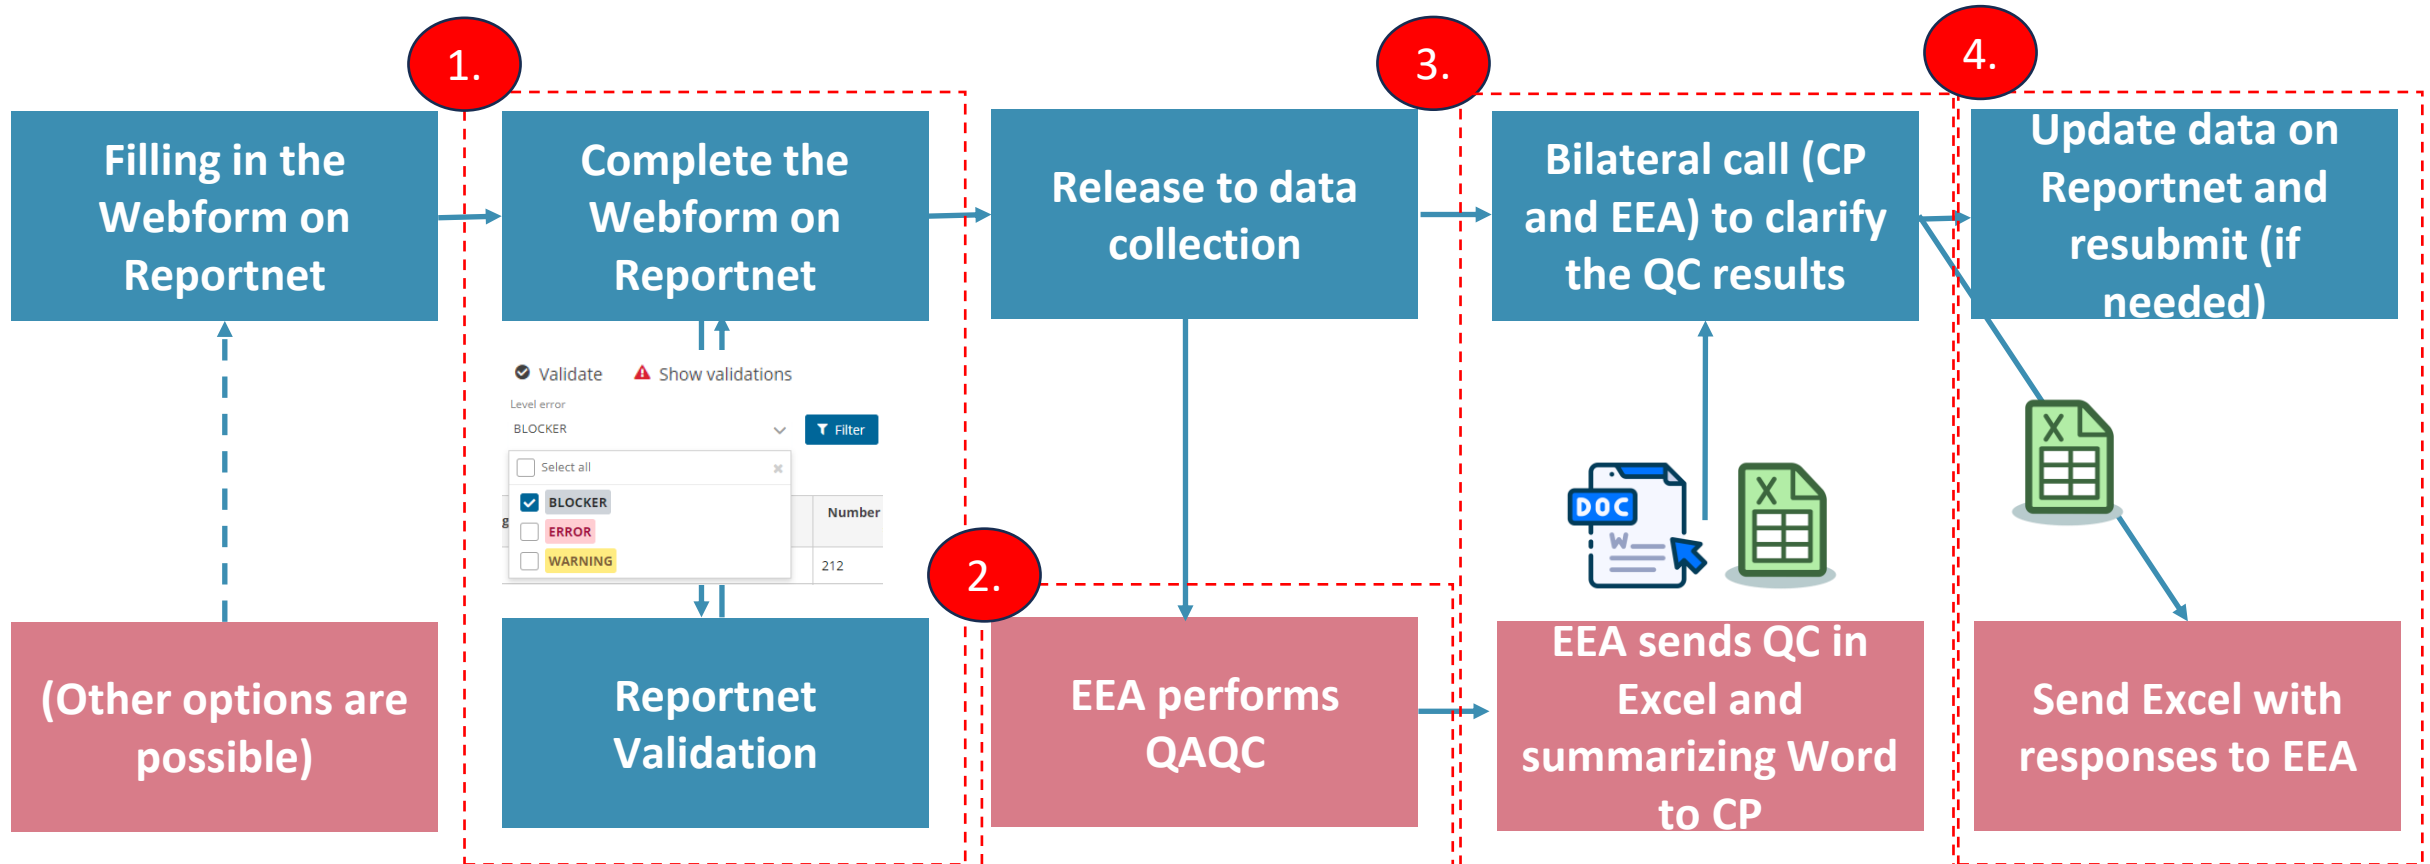 1.
3.
4.
Filling in the
Webform on
Reportnet
Complete the
Webform on
Reportnet
Release to data
collection
Bilateral call (CP
and EEA) to clarify
the QC results
Update data on
Reportnet and
resubmit (if
needed)
Validate
Show validations
Level error
BLOCKER
Filter
Select all
BLOCKER
ERROR
WARNING
g
Number
212
DOC
W
X
X
2.
(Other options are
possible)
Reportnet
Validation
EEA performs
QAQC
EEA sends QC in
Excel and
summarizing Word
to CP
Send Excel with
responses to EEA